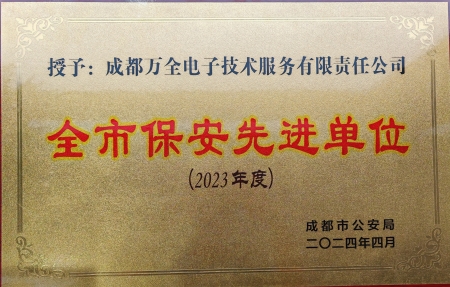 授予：成都万全电子技术服务有限责任公司
全市保安先进单位
(2023年度)
成都市公安局
二〇二四年四月